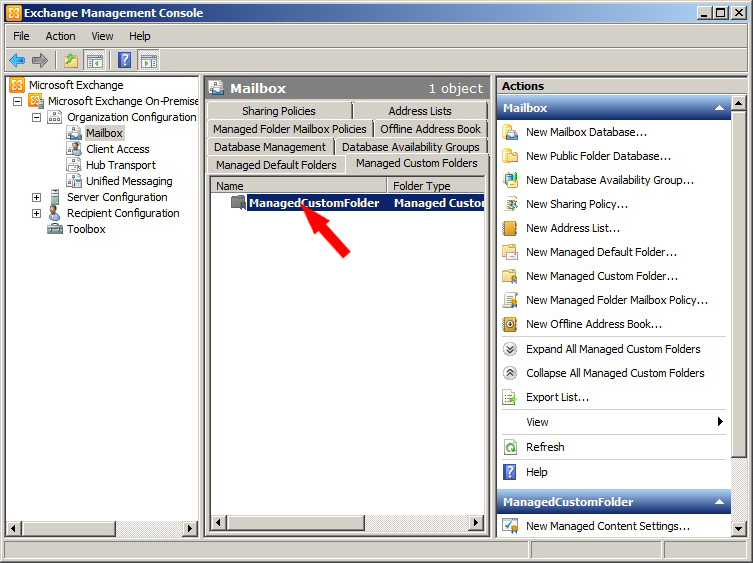 Exchange Management Console
File Action View Help
Microsoft Exchange
Microsoft Exchange On-Premise
Organization Configuration
Mailbox
Client Access
Hub Transport
Unified Messaging
Server Configuration
Recipient Configuration
Toolbox
Mailbox 1 object
Sharing Policies Address Lists
Managed Folder Mailbox Policies Offline Address Book
Database Management Database Availability Groups
Managed Default Folders Managed Custom Folders
Name Folder Type
ManagedCustomFolder Managed Custo
Actions
Mailbox
New Mailbox Database...
New Public Folder Database...
New Database Availability Group...
New Sharing Policy...
New Address List...
New Managed Default Folder...
New Managed Custom Folder...
New Managed Folder Mailbox Policy...
New Offline Address Book...
Expand All Managed Custom Folders
Collapse All Managed Custom Folders
Export List...
View
Refresh
Help
ManagedCustomFolder
New Managed Content Settings...